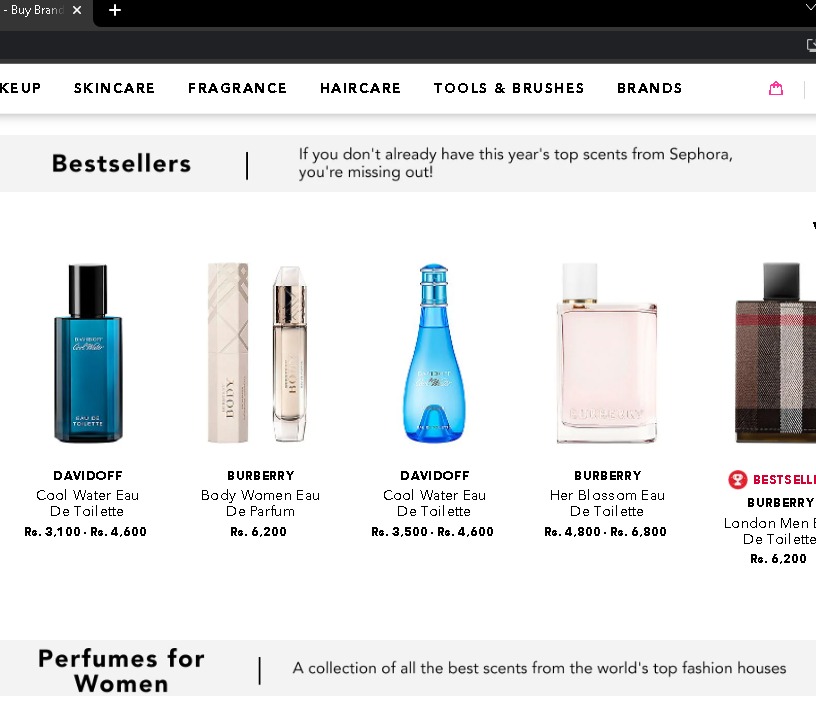 - Buy Brand
KEUP SKINCARE FRAGRANCE HAIRCARE TOOLS & BRUSHES BRANDS
Bestsellers
If you don't already have this year's top scents from Sephora,
you're missing out!
DAVIDOFF
Cool Water
EAU DE
TOILETTE
BODY
BURBERRY
DAVIDOFF
Cool Water Eau
De Toilette
Rs. 3,100 - Rs. 4,600
BURBERRY
Body Women Eau
De Parfum
Rs. 6,200
DAVIDOFF
Cool Water Eau
De Toilette
Rs. 3,500 - Rs. 4,600
BURBERRY
Her Blossom Eau
De Toilette
Rs. 4,800 - Rs. 6,800
BESTSELL
BURBERRY
London Men E
De Toilette
Rs. 6,200
Perfumes for
Women
A collection of all the best scents from the world's top fashion houses